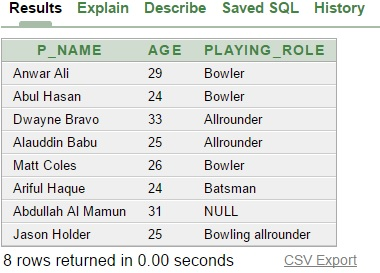 Results Explain Describe Saved SQL History
P_NAME AGE PLAYING_ROLE
Anwar Ali 29 Bowler
Abul Hasan 24 Bowler
Dwayne Bravo 33 Allrounder
Alauddin Babu 25 Allrounder
Matt Coles 26 Bowler
Ariful Haque 24 Batsman
Abdullah Al Mamun 31 NULL
Jason Holder 25 Bowling allrounder
8 rows returned in 0.00 seconds CSV Export